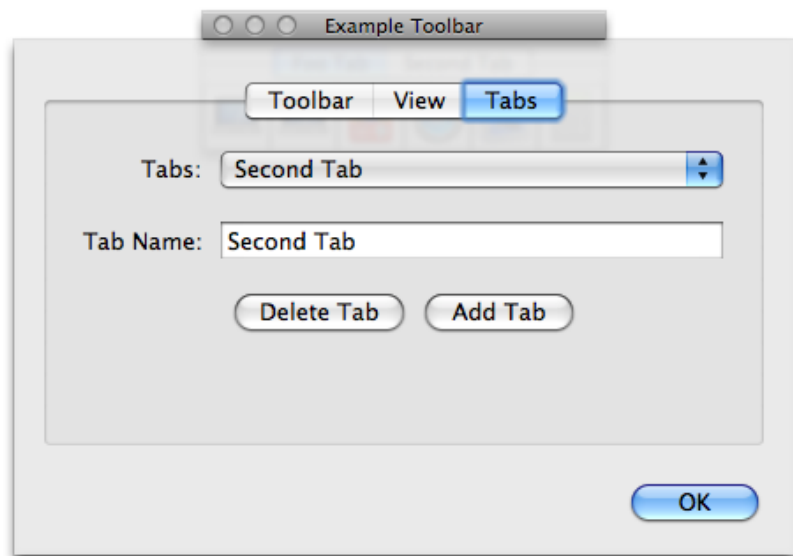 Example Toolbar
Toolbar View Tabs
Tabs: Second Tab
Tab Name: Second Tab
Delete Tab Add Tab
OK